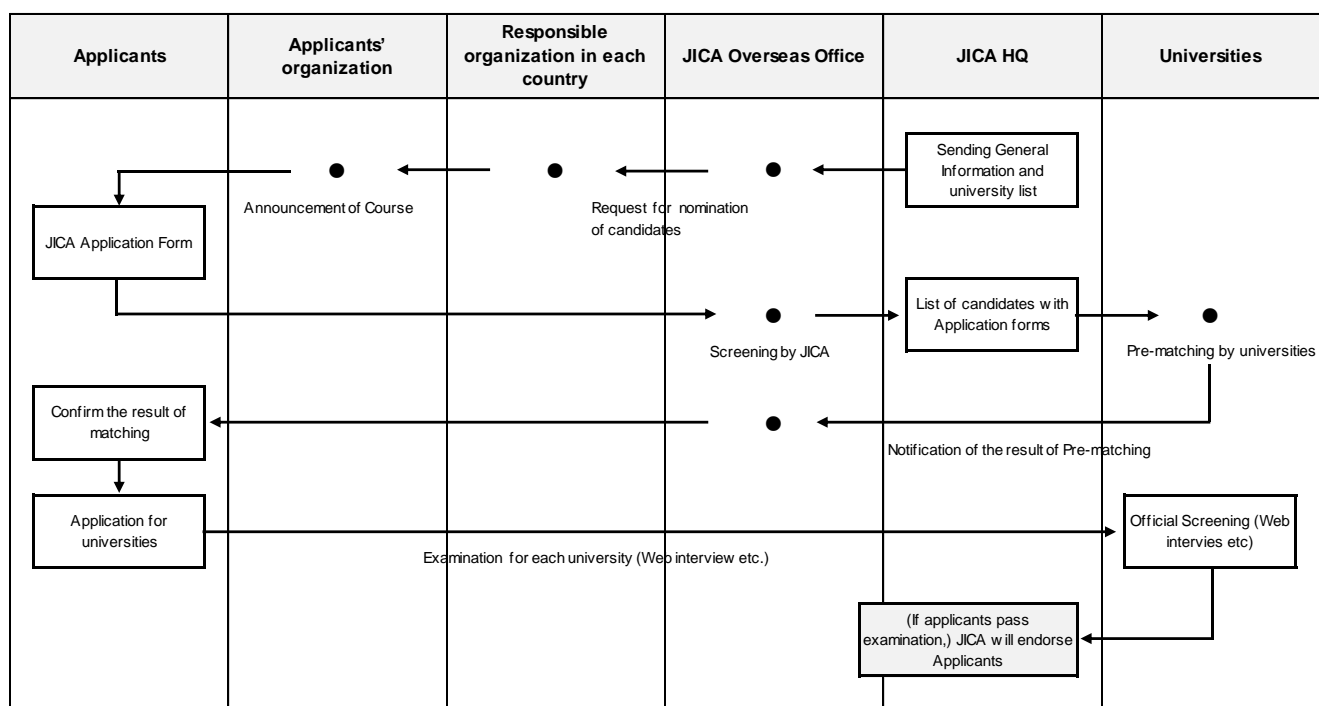 Applicants
Applicants'
organization
Responsible
organization in each
country
JICA Overseas Office
JICA HQ
Universities
Sending General
Information and
university list
Announcement of Course
Request for nomination
of candidates
JICA Application Form
List of candidates with
Application forms
Screening by JICA
Pre-matching by universities
Confirm the result of
matching
Notification of the result of Pre-matching
Application for
universities
Official Screening (Web
intervies etc)
Examination for each university (Web interview etc.)
(If applicants pass
examination,) JICA will endorse
Applicants